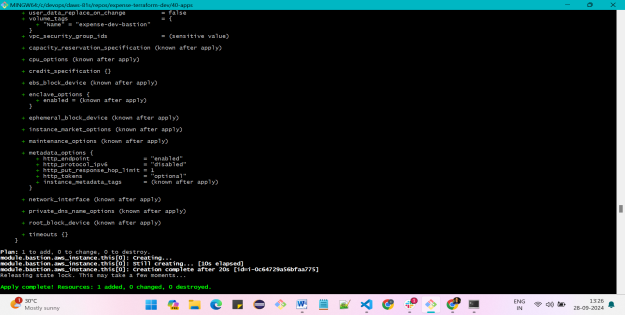 MINGW64:/c/devops/daws-81s/repos/expense-terraform-dev/40-apps
+ user_data_replace_on_change = false
+ volume_tags = {
+ "Name" = "expense-dev-bastion"
}
+ vpc_security_group_ids = (sensitive value)
+ capacity_reservation_specification (known after apply)
+ cpu_options (known after apply)
+ credit_specification {}
+ ebs_block_device (known after apply)
+ enclave_options {
+ enabled = (known after apply)
}
+ ephemeral_block_device (known after apply)
+ instance_market_options (known after apply)
+ maintenance_options (known after apply)
+ metadata_options {
+ http_endpoint = "enabled"
+ http_protocol_ipv6 = "disabled"
+ http_put_response_hop_limit = 1
+ http_tokens = "optional"
+ instance_metadata_tags = (known after apply)
}
+ network_interface (known after apply)
+ private_dns_name_options (known after apply)
+ root_block_device (known after apply)
+ timeouts {}
}
Plan: 1 to add, 0 to change, 0 to destroy.
module.bastion.aws_instance.this[0]: Creating...
module.bastion.aws_instance.this[0]: Still creating... [10s elapsed]
module.bastion.aws_instance.this[0]: Creation complete after 20s [id=i-0c64729a56bfaa775]
Releasing state lock. This may take a few moments...
Apply complete! Resources: 1 added, 0 changed, 0 destroyed.
30°C
Mostly sunny
ENG
IN
13:26
26-09-2024